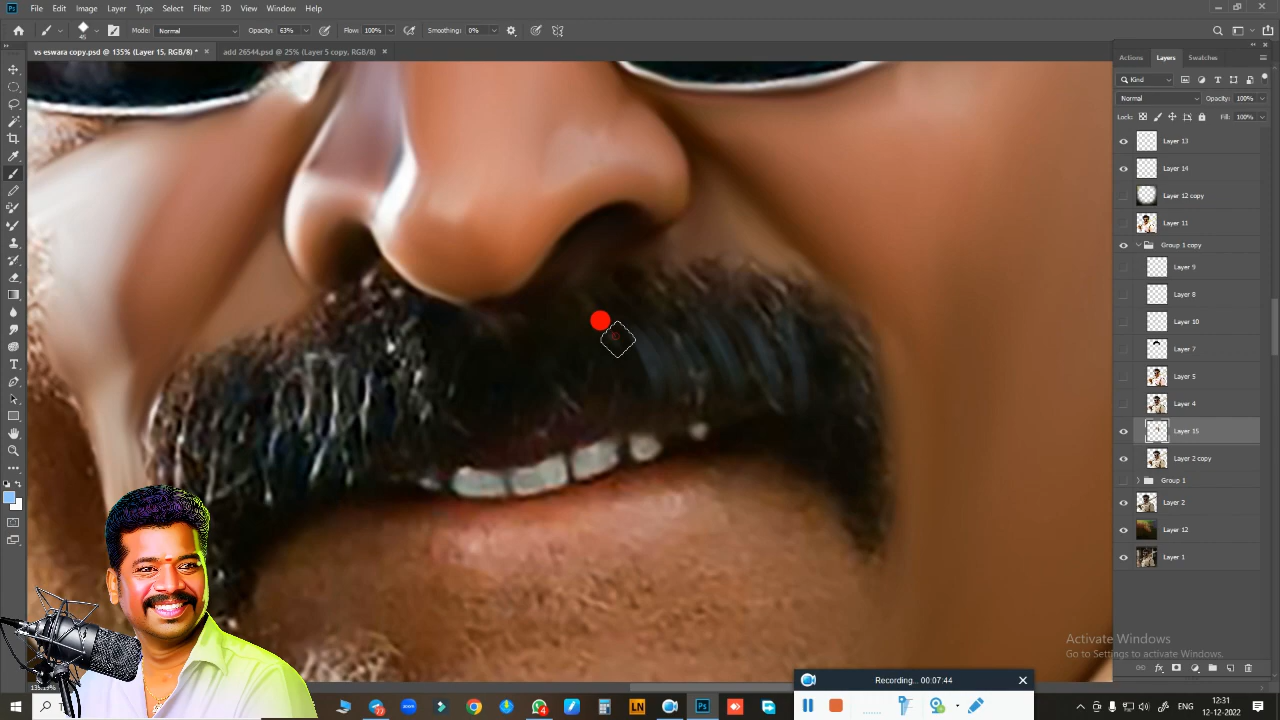 Ps File Edit Image Layer Type Select Filter 3D View Window Help
Mode: Normal Opacity: 63% Flow: 100% Smoothing: 0%
vs eswara copy.psd @ 135% (Layer 15, RGB/8) * × add 26544.psd @ 25% (Layer 5 copy, RGB/8) ×
Actions Layers Swatches
Kind
Normal Opacity: 100%
Lock: Fill: 100%
Layer 13
Layer 14
Layer 12 copy
Layer 11
Group 1 copy
Layer 9
Layer 8
Layer 10
Layer 7
Layer 5
Layer 4
Layer 15
Layer 2 copy
Group 1
Layer 2
Layer 12
Layer 1
Activate Windows
Go to Settings to activate Windows.
Recording... 00:07:44
LN Ps
12:31
12-12-2022